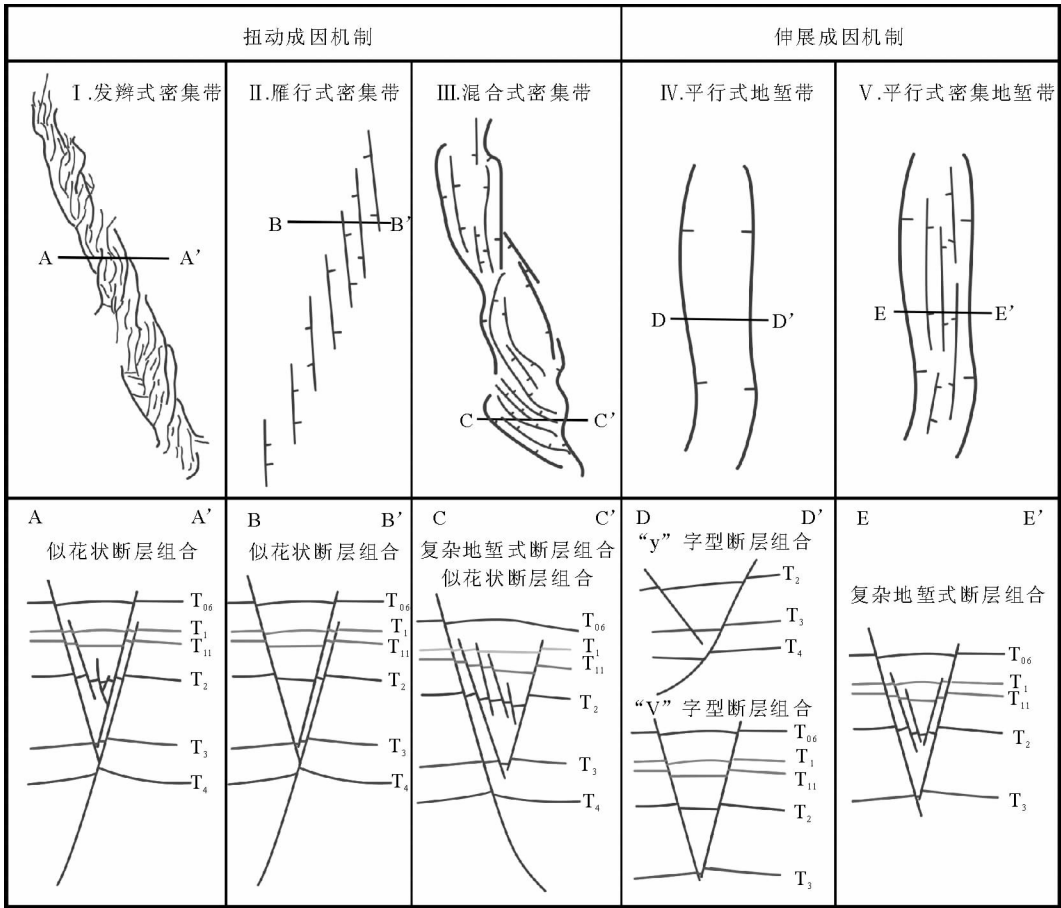 扭动成因机制
伸展成因机制
Ⅰ.发辫式密集带
Ⅱ.雁行式密集带
Ⅲ.混合式密集带
Ⅳ.平行式地堑带
Ⅴ.平行式密集地堑带
A A′
B B′
C C′
D D′
E E′
A A′
似花状断层组合
T06
T1
T11
T2
T3
T4
B B′
似花状断层组合
T06
T1
T11
T2
T3
T4
C C′
复杂地堑式断层组合
似花状断层组合
T06
T1
T11
T2
T3
T4
D D′
“y”字型断层组合
T2
T3
T4
“V”字型断层组合
T06
T1
T11
T2
T3
E E′
复杂地堑式断层组合
T06
T1
T11
T2
T3